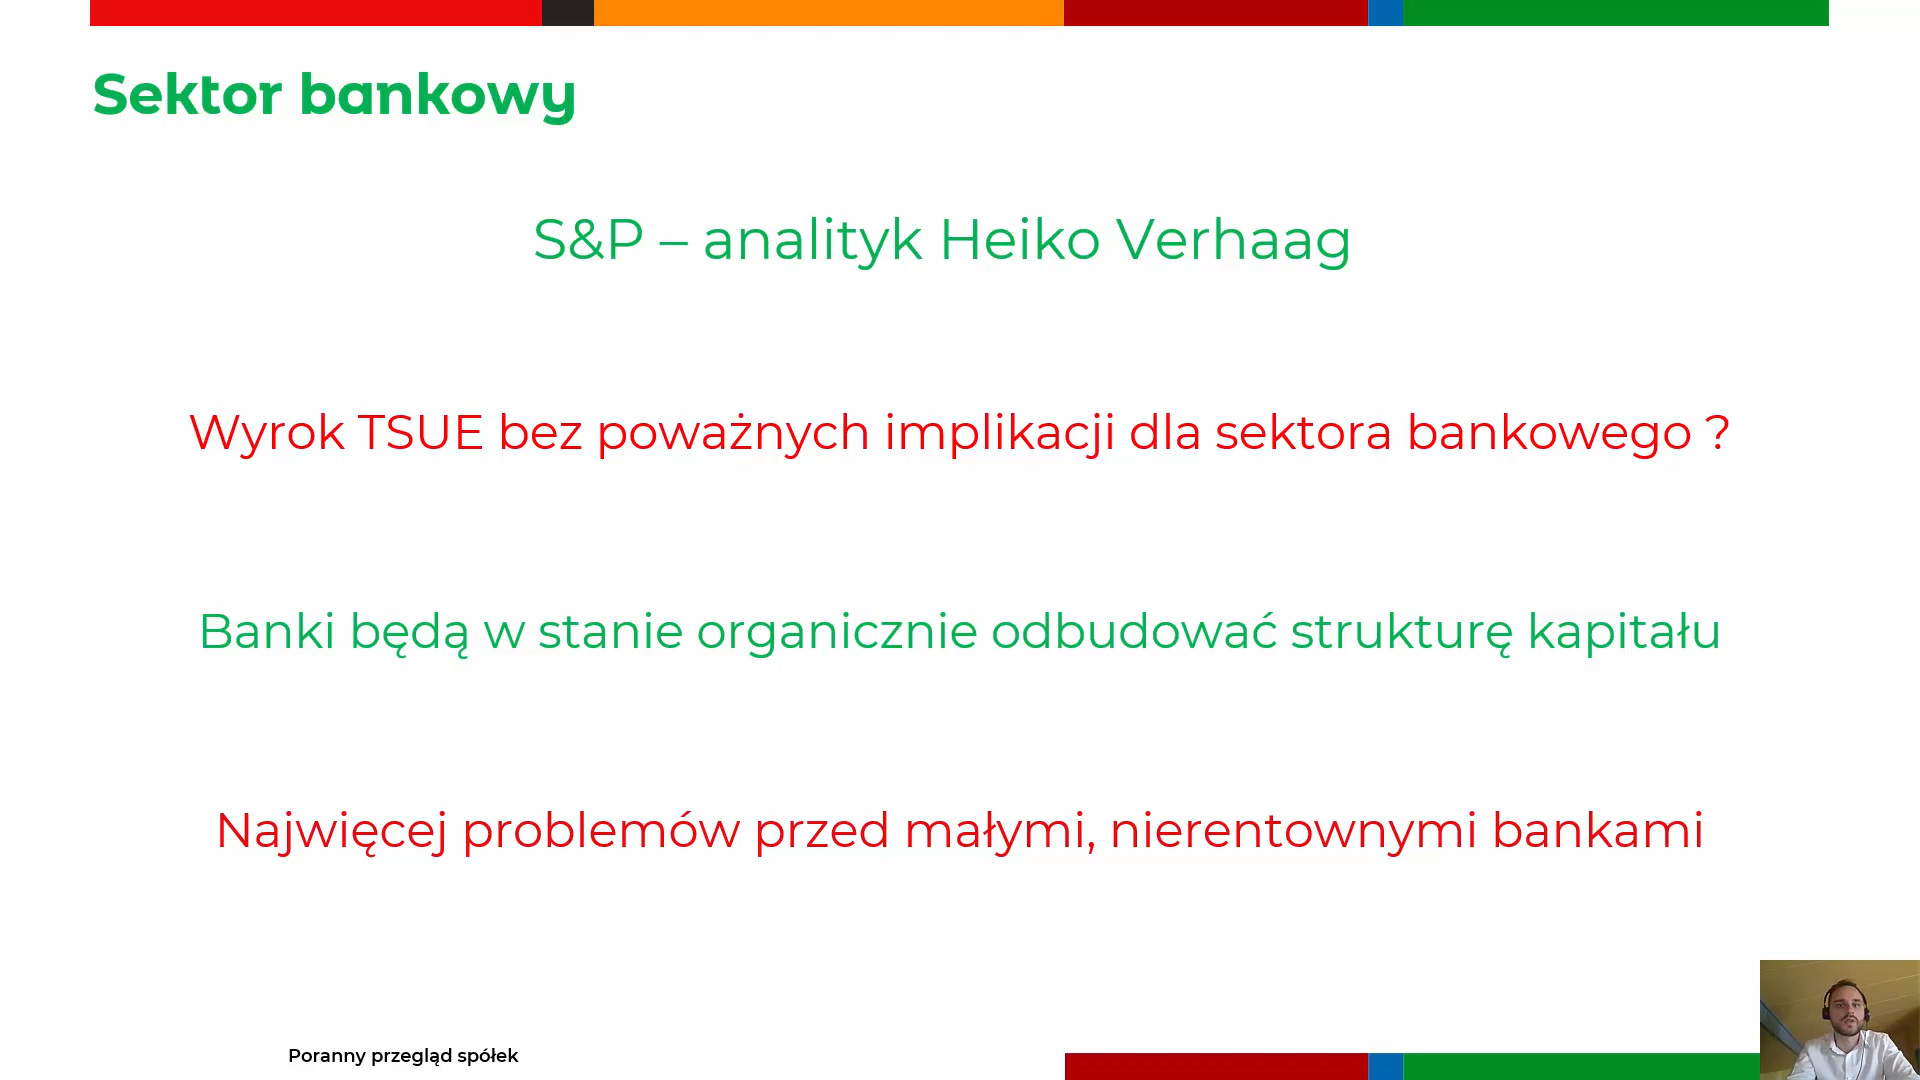 Sektor bankowy
S&P – analityk Heiko Verhaag
Wyrok TSUE bez poważnych implikacji dla sektora bankowego ?
Banki będą w stanie organicznie odbudować strukturę kapitału
Najwięcej problemów przed małymi, nierentownymi bankami
Poranny przegląd spółek